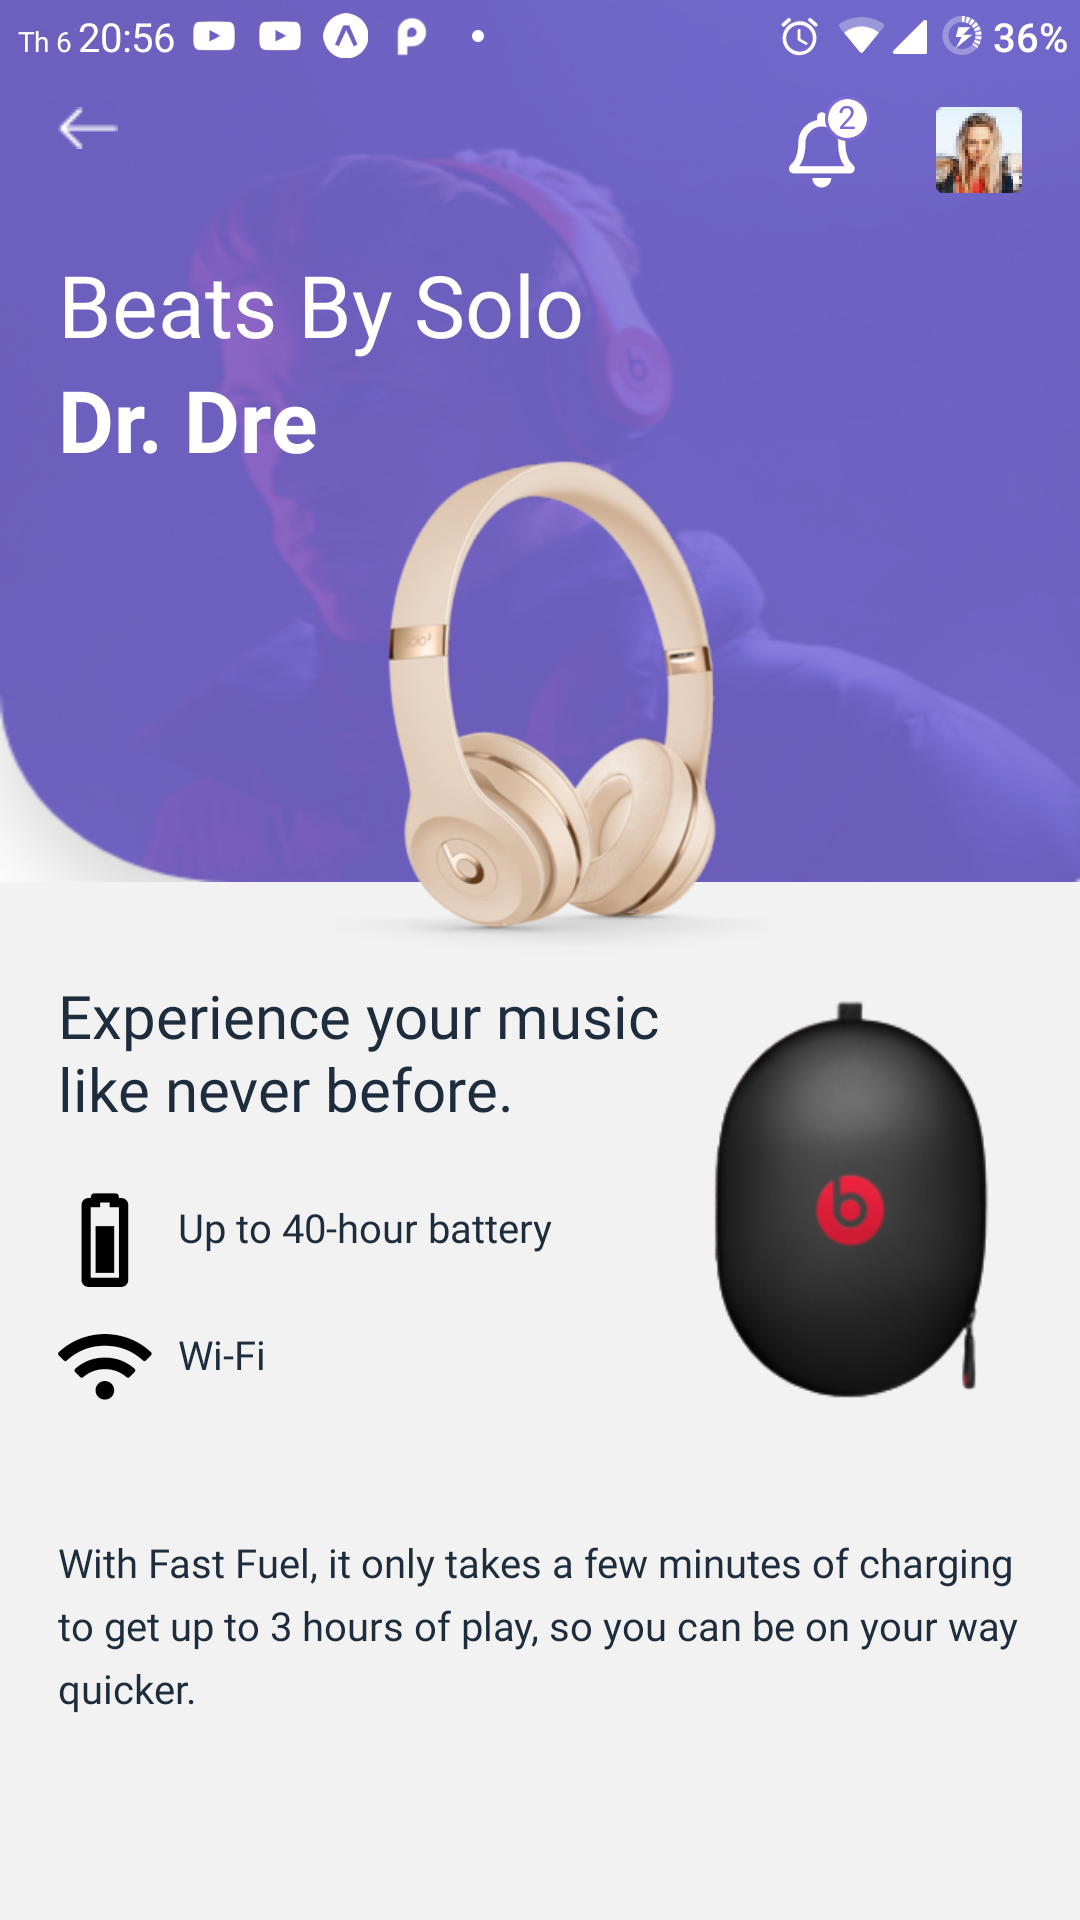 Th 6 20:56 36%
2
Beats By Solo
Dr. Dre
Experience your music
like never before.
Up to 40-hour battery
Wi-Fi
With Fast Fuel, it only takes a few minutes of charging
to get up to 3 hours of play, so you can be on your way
quicker.